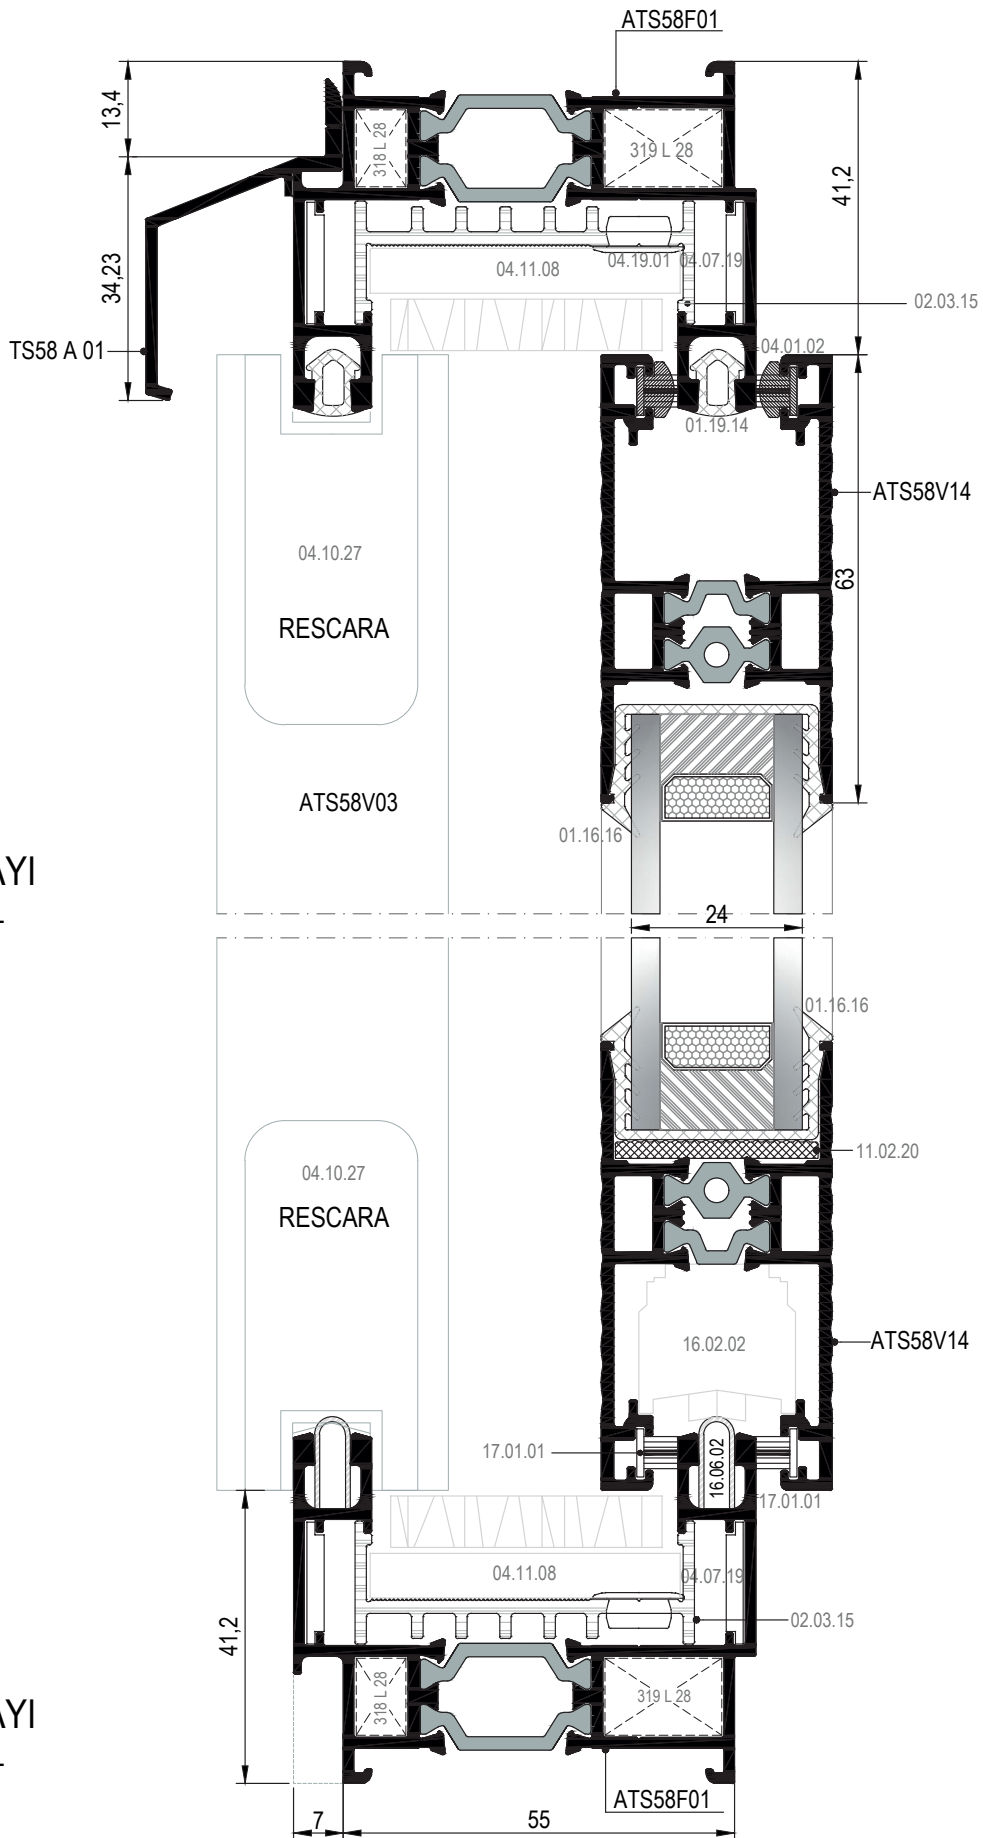 ATS58F01
13,4
318 L 28
319 L 28
41,2
34,23
04.11.08
04.19.01
04.07.19
02.03.15
TS58 A 01
04.01.02
01.19.14
ATS58V14
04.10.27
63
RESCARA
ATS58V03
01.16.16
AYI
24
01.16.16
11.02.20
04.10.27
RESCARA
ATS58V14
16.02.02
17.01.01
16.06.02
17.01.01
04.11.08
04.07.19
02.03.15
41,2
318 L 28
319 L 28
AYI
ATS58F01
7
55